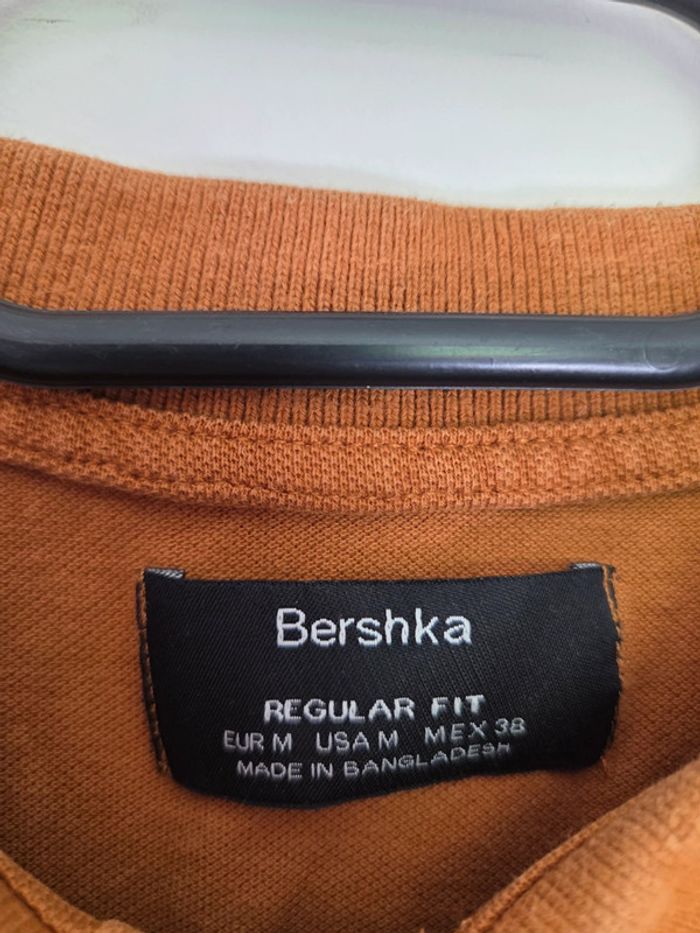 Bershka
REGULAR FIT
EUR M USA M MEX 38
MADE IN BANGLADESH